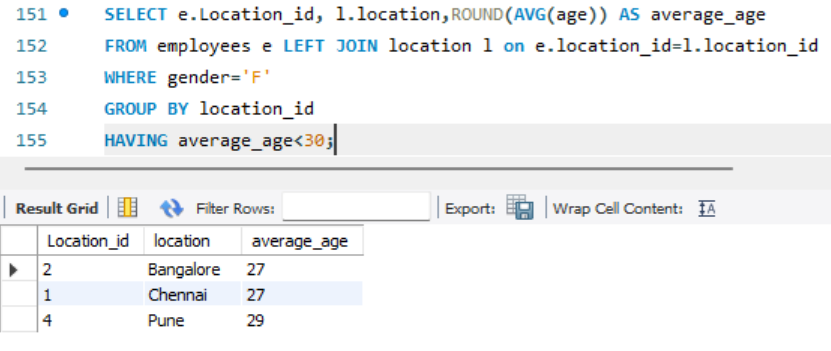 151 SELECT e.Location_id, l.location,ROUND(AVG(age)) AS average_age
152 FROM employees e LEFT JOIN location l on e.location_id=l.location_id
153 WHERE gender='F'
154 GROUP BY location_id
155 HAVING average_age<30;
Result Grid Filter Rows: Export: Wrap Cell Content: IA
Location_id location average_age
2 Bangalore 27
1 Chennai 27
4 Pune 29